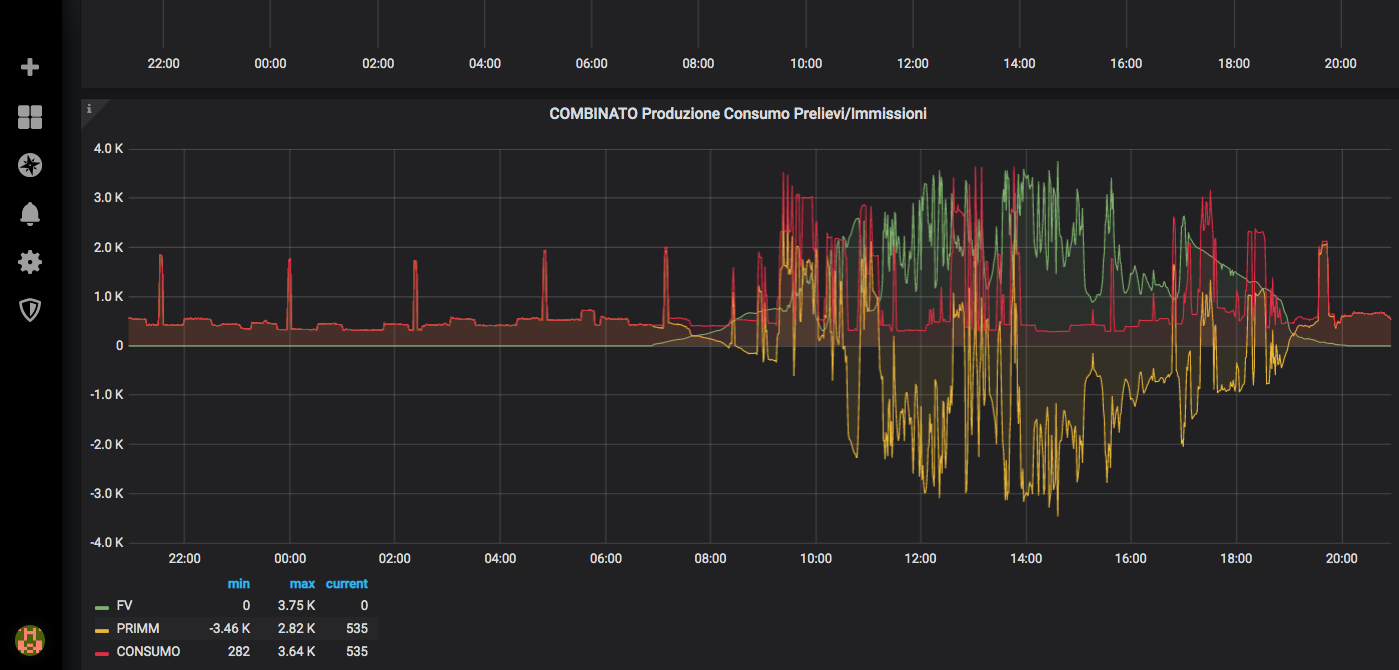 22:00 00:00 02:00 04:00 06:00 08:00 10:00 12:00 14:00 16:00 18:00 20:00
i
COMBINATO Produzione Consumo Prelievi/Immissioni
4.0 K
3.0 K
2.0 K
1.0 K
0
-1.0 K
-2.0 K
-3.0 K
-4.0 K
22:00 00:00 02:00 04:00 06:00 08:00 10:00 12:00 14:00 16:00 18:00 20:00
min max current
FV 0 3.75 K 0
PRIMM -3.46 K 2.82 K 535
CONSUMO 282 3.64 K 535